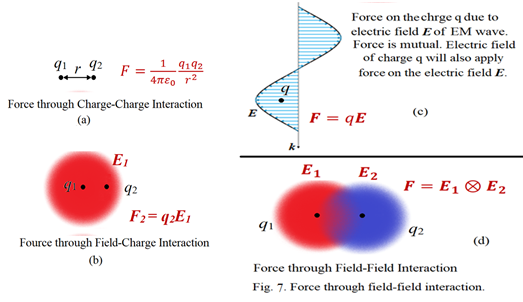 q₁ r q₂ F = 1/4πε₀ q₁q₂/r²
Force through Charge-Charge Interaction
(a)
E₁
q₁ q₂
F₂ = q₂E₁
Fource through Field-Charge Interaction
(b)
Force on the chrge q due to
electric field E of EM wave.
Force is mutual. Electric field
of charge q will also apply
force on the electric field E.
q
(c)
E
F = qE
k
E₁ E₂ F = E₁ ⊗ E₂
q₁ q₂
(d)
Force through Field-Field Interaction
Fig. 7. Force through field-field interaction.